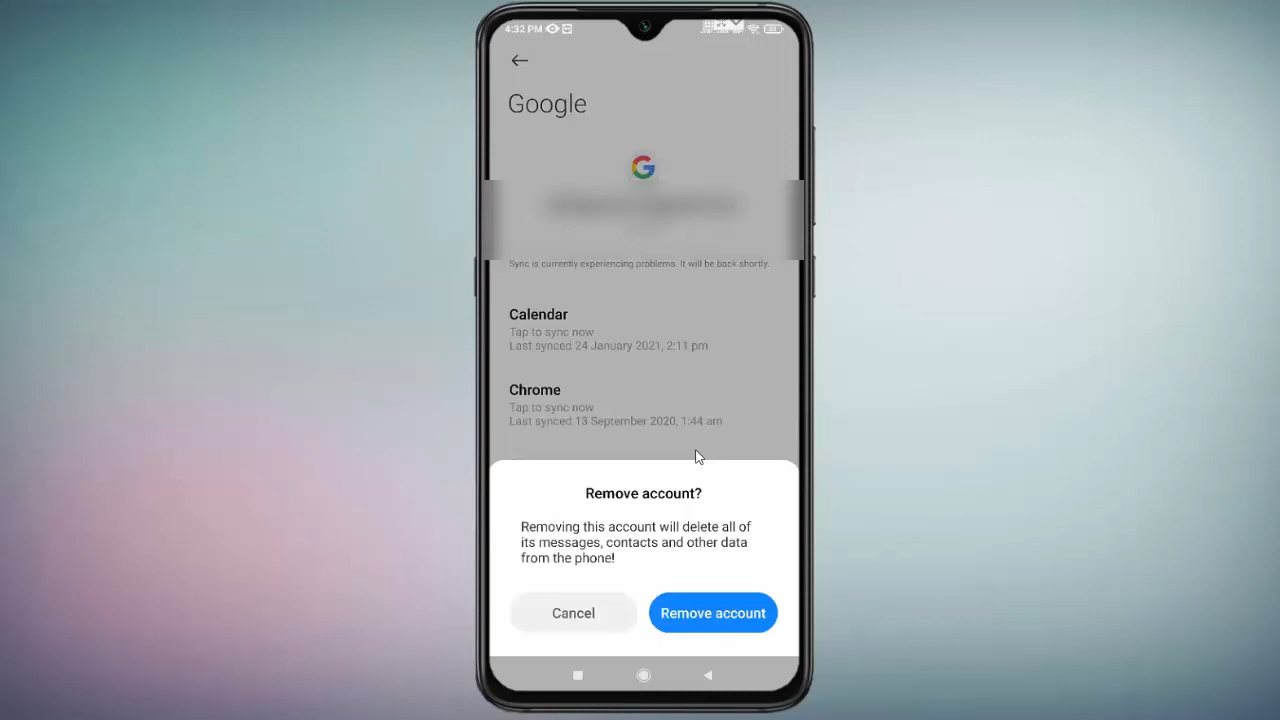 4:32 PM
Google
Sync is currently experiencing problems. It will be back shortly.
Calendar
Tap to sync now
Last synced 24 January 2021, 2:11 pm
Chrome
Tap to sync now
Last synced 13 September 2020, 1:44 am
Remove account?
Removing this account will delete all of
its messages, contacts and other data
from the phone!
Cancel
Remove account